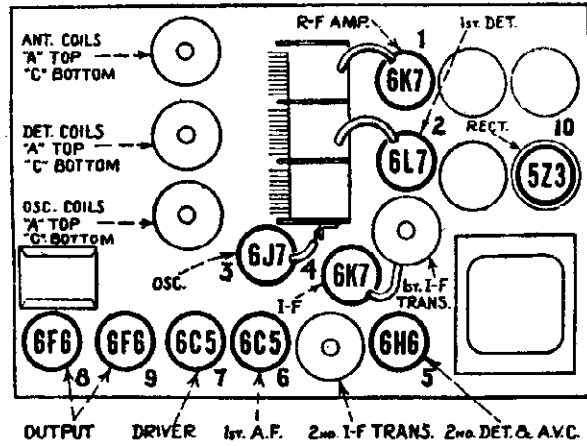 R-F AMP.
1
1ST. DET.
ANT. COILS
"A" TOP
"C" BOTTOM
6K7
DET. COILS
"A" TOP
"C" BOTTOM
2
RECT.
10
6L7
5Z3
OSC. COILS
"A" TOP
"C" BOTTOM
6J7
3
4
OSC.
6K7
I-F
1ST. I-F
TRANS.
6F6
6F6
6C5
6C5
6H6
8
9
7
6
5
OUTPUT
DRIVER
1ST. A.F.
2ND. I-F TRANS.
2ND. DET. & A.V.C.